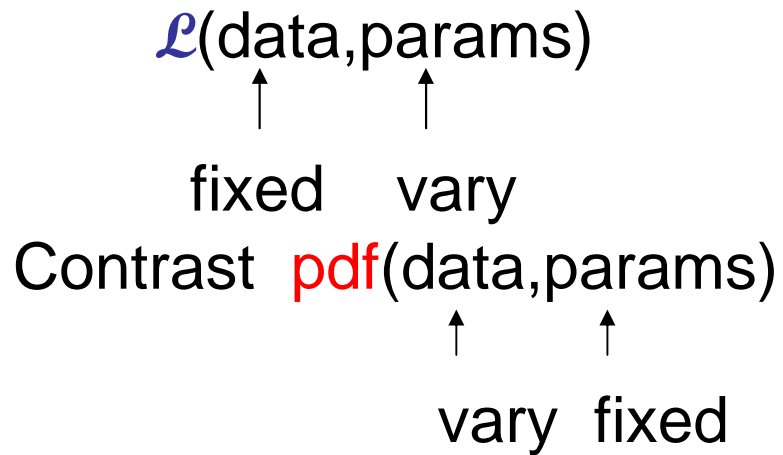 ℒ(data,params)
fixed vary
Contrast pdf(data,params)
vary fixed